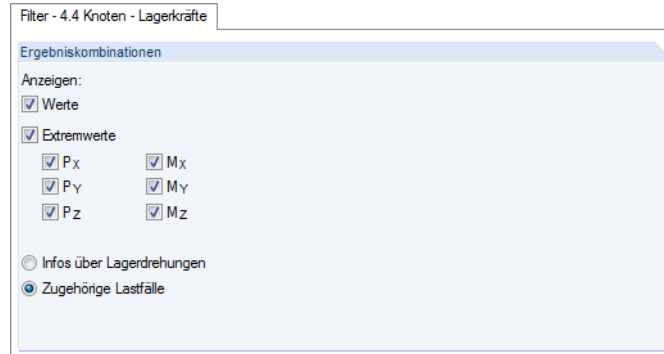 Filter - 4.4 Knoten - Lagerkräfte
Ergebniskombinationen
Anzeigen:
Werte
Extremwerte
PX MX
PY MY
PZ MZ
Infos über Lagerdrehungen
Zugehörige Lastfälle